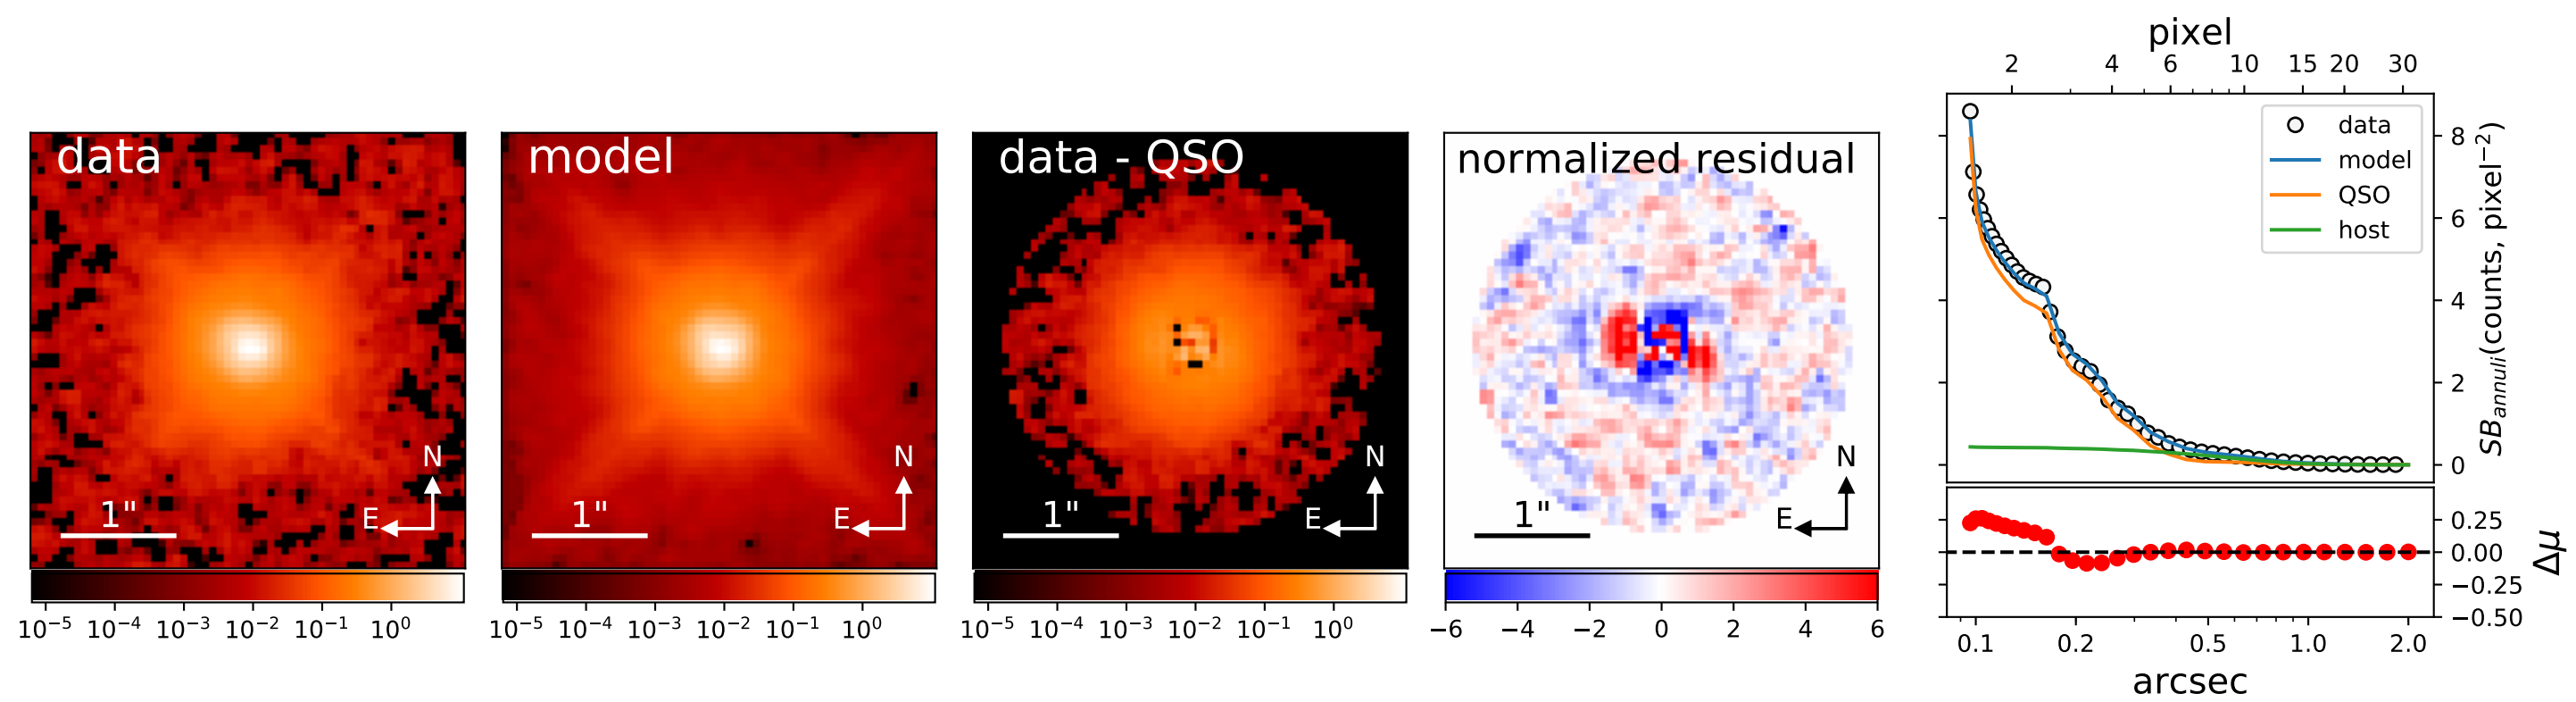 data
N
E
1"
10⁻⁵ 10⁻⁴ 10⁻³ 10⁻² 10⁻¹ 10⁰
model
N
E
1"
10⁻⁵ 10⁻⁴ 10⁻³ 10⁻² 10⁻¹ 10⁰
data - QSO
N
E
1"
10⁻⁵ 10⁻⁴ 10⁻³ 10⁻² 10⁻¹ 10⁰
normalized residual
N
E
1"
−6 −4 −2 0 2 4 6
pixel
2 4 6 10 15 20 30
data
model
QSO
host
8
6
4
2
0
SB_annuli(counts, pixel⁻²)
0.25
0.00
−0.25
−0.50
Δμ
0.1 0.2 0.5 1.0 2.0
arcsec